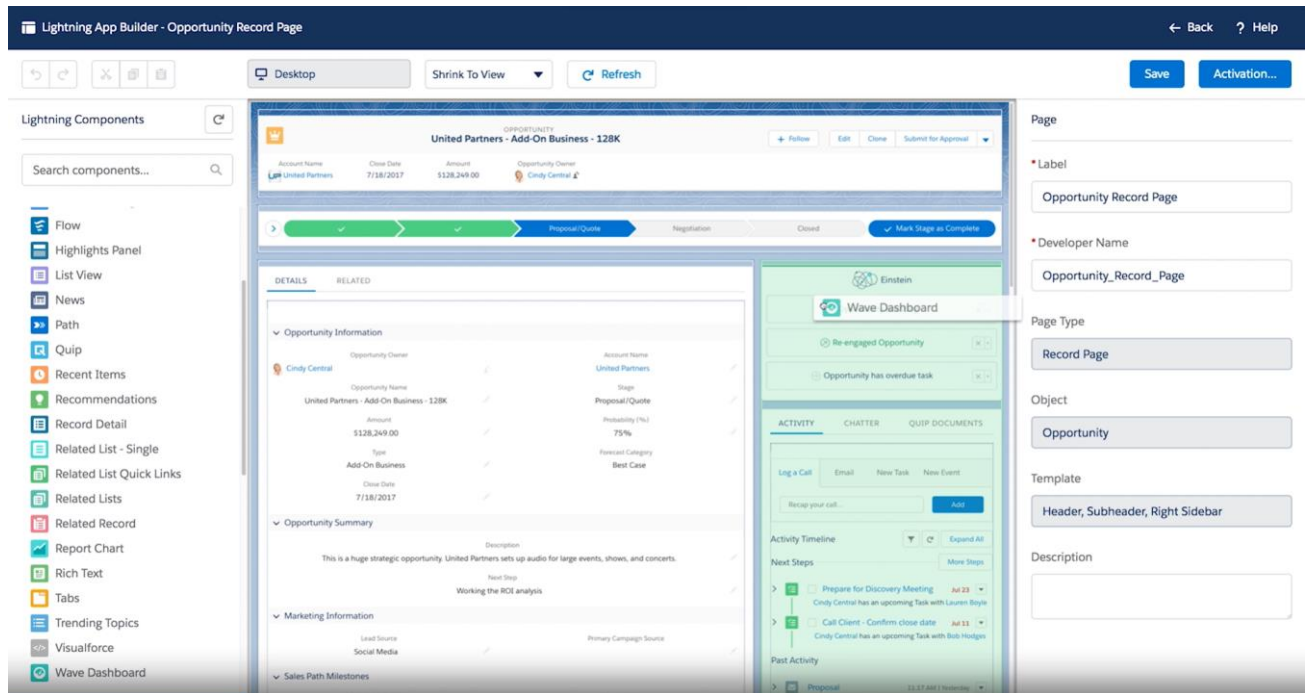 Lightning App Builder - Opportunity Record Page
← Back
? Help
Desktop
Shrink To View
Refresh
Save
Activation...
Lightning Components
Search components...
Flow
Highlights Panel
List View
News
Path
Quip
Recent Items
Recommendations
Record Detail
Related List - Single
Related List Quick Links
Related Lists
Related Record
Report Chart
Rich Text
Tabs
Trending Topics
Visualforce
Wave Dashboard
OPPORTUNITY
United Partners - Add-On Business - 128K
+ Follow
Edit
Clone
Submit for Approval
Account Name
Close Date
Amount
Opportunity Owner
United Partners
7/18/2017
$128,249.00
Cindy Central
Proposal/Quote
Negotiation
Closed
Mark Stage as Complete
DETAILS
RELATED
Opportunity Information
Opportunity Owner
Account Name
Cindy Central
United Partners
Opportunity Name
Stage
United Partners - Add-On Business - 128K
Proposal/Quote
Amount
Probability (%)
$128,249.00
75%
Type
Forecast Category
Add-On Business
Best Case
Close Date
7/18/2017
Opportunity Summary
Description
This is a huge strategic opportunity. United Partners sets up audio for large events, shows, and concerts.
Next Step
Working the ROI analysis
Marketing Information
Lead Source
Primary Campaign Source
Social Media
Sales Path Milestones
Einstein
Wave Dashboard
Re-engaged Opportunity
Opportunity has overdue task
ACTIVITY
CHATTER
QUIP DOCUMENTS
Log a Call
Email
New Task
New Event
Recap your call...
Add
Activity Timeline
Expand All
Next Steps
More Steps
Prepare for Discovery Meeting
Jul 23
Cindy Central has an upcoming Task with Lauren Boyle
Call Client - Confirm close date
Jul 11
Cindy Central has an upcoming Task with Bob Hodges
Past Activity
Proposal
11:17 AM | Yesterday
Page
*Label
Opportunity Record Page
*Developer Name
Opportunity_Record_Page
Page Type
Record Page
Object
Opportunity
Template
Header, Subheader, Right Sidebar
Description